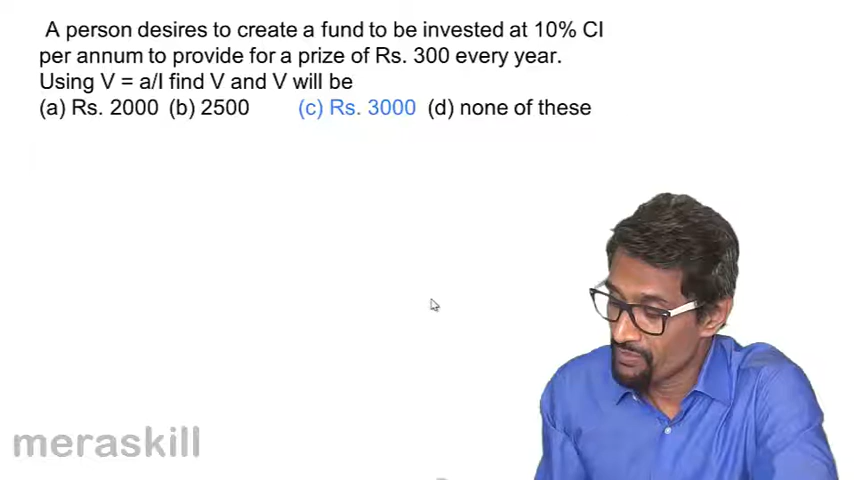 A person desires to create a fund to be invested at 10% CI
per annum to provide for a prize of Rs. 300 every year.
Using V = a/I find V and V will be
(a) Rs. 2000 (b) 2500 (c) Rs. 3000 (d) none of these
meraskill